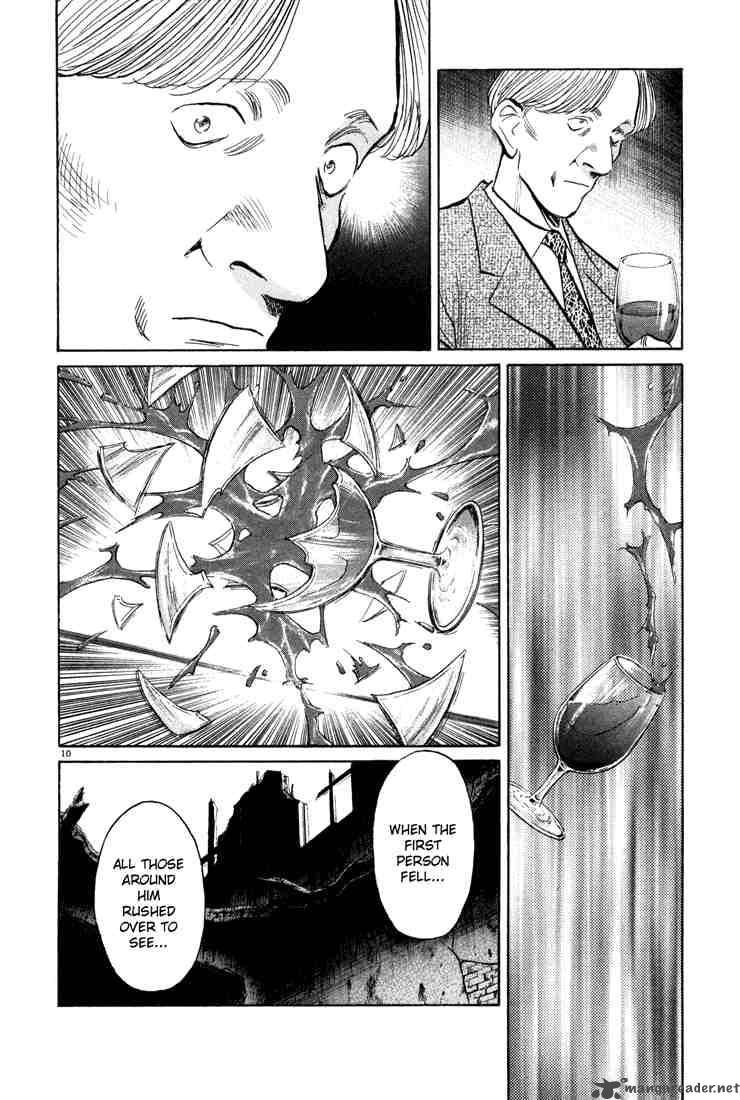 10
WHEN THE
FIRST
PERSON
FELL...
ALL THOSE
AROUND
HIM
RUSHED
OVER TO
SEE...
mangareader.net